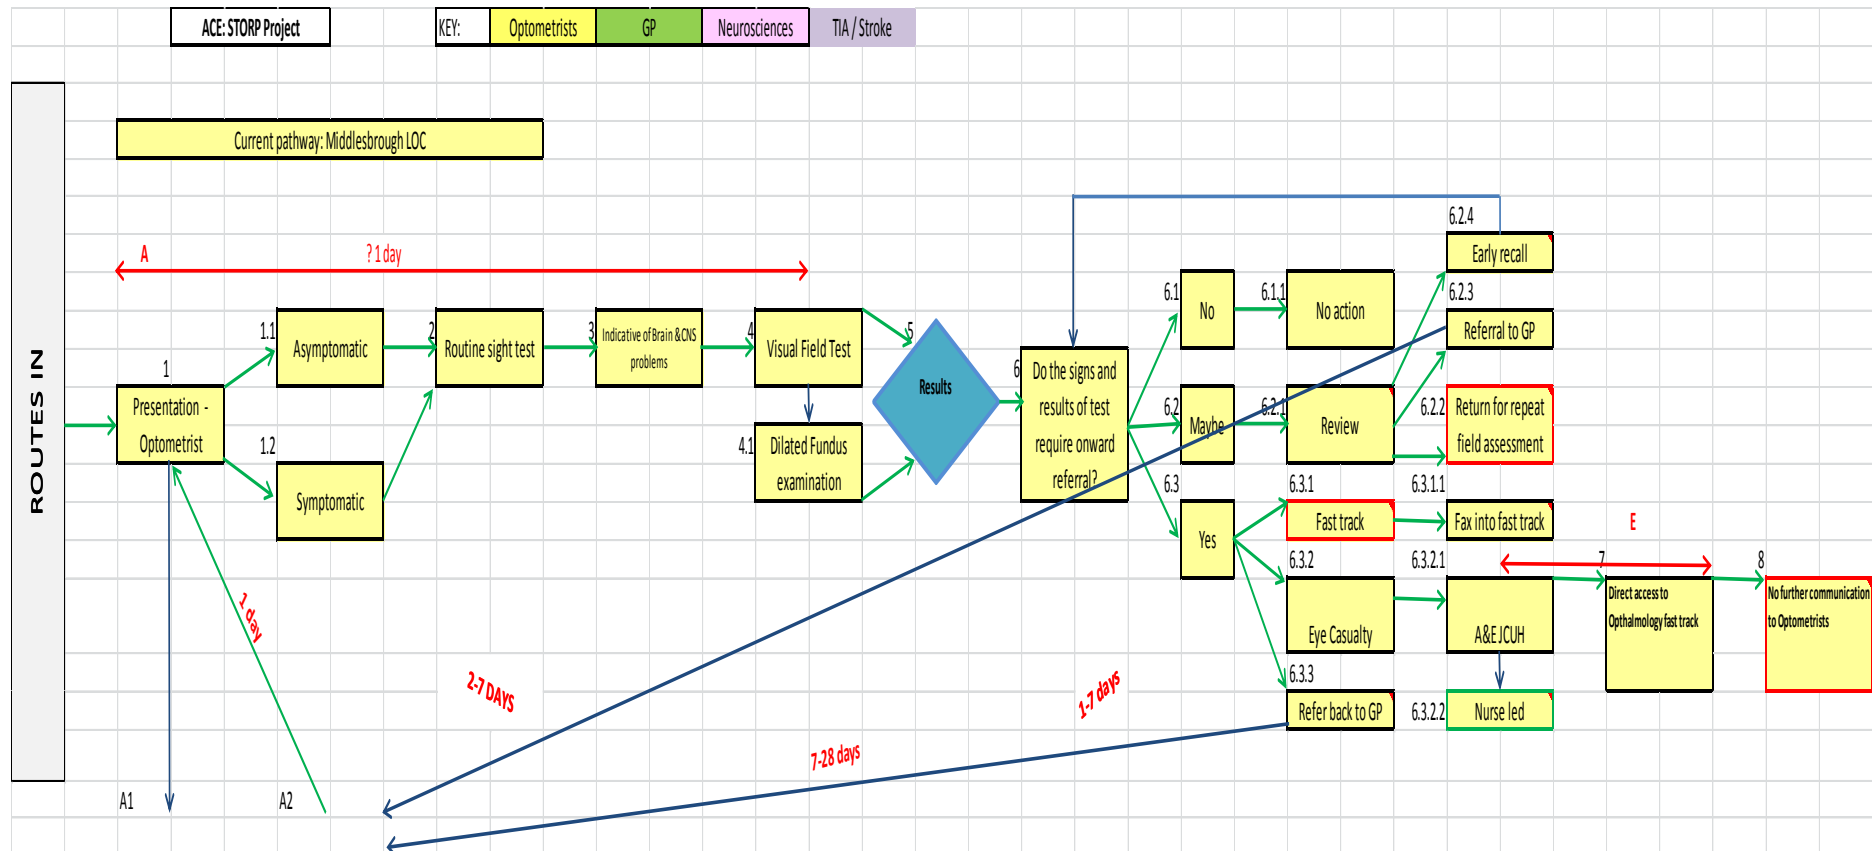 ACE: STORP Project
KEY:
Optometrists
GP
Neurosciences
TIA / Stroke
ROUTES IN
Current pathway: Middlesbrough LOC
A
? 1 day
1
Presentation -
Optometrist
1.1
Asymptomatic
1.2
Symptomatic
2
Routine sight test
3
Indicative of Brain &CNS
problems
4
Visual Field Test
4.1
Dilated Fundus
examination
5
Results
6
Do the signs and
results of test
require onward
referral?
6.1
No
6.1.1
No action
6.2
Maybe
6.2.1
Review
6.2.4
Early recall
6.2.3
Referral to GP
6.2.2
Return for repeat
field assessment
6.3
Yes
6.3.1
Fast track
6.3.1.1
Fax into fast track
E
6.3.2
Eye Casualty
6.3.2.1
A&E JCUH
7
Direct access to
Opthalmology fast track
8
No further communication
to Optometrists
6.3.3
Refer back to GP
6.3.2.2
Nurse led
1 day
2-7 DAYS
1-7 days
7-28 days
A1
A2